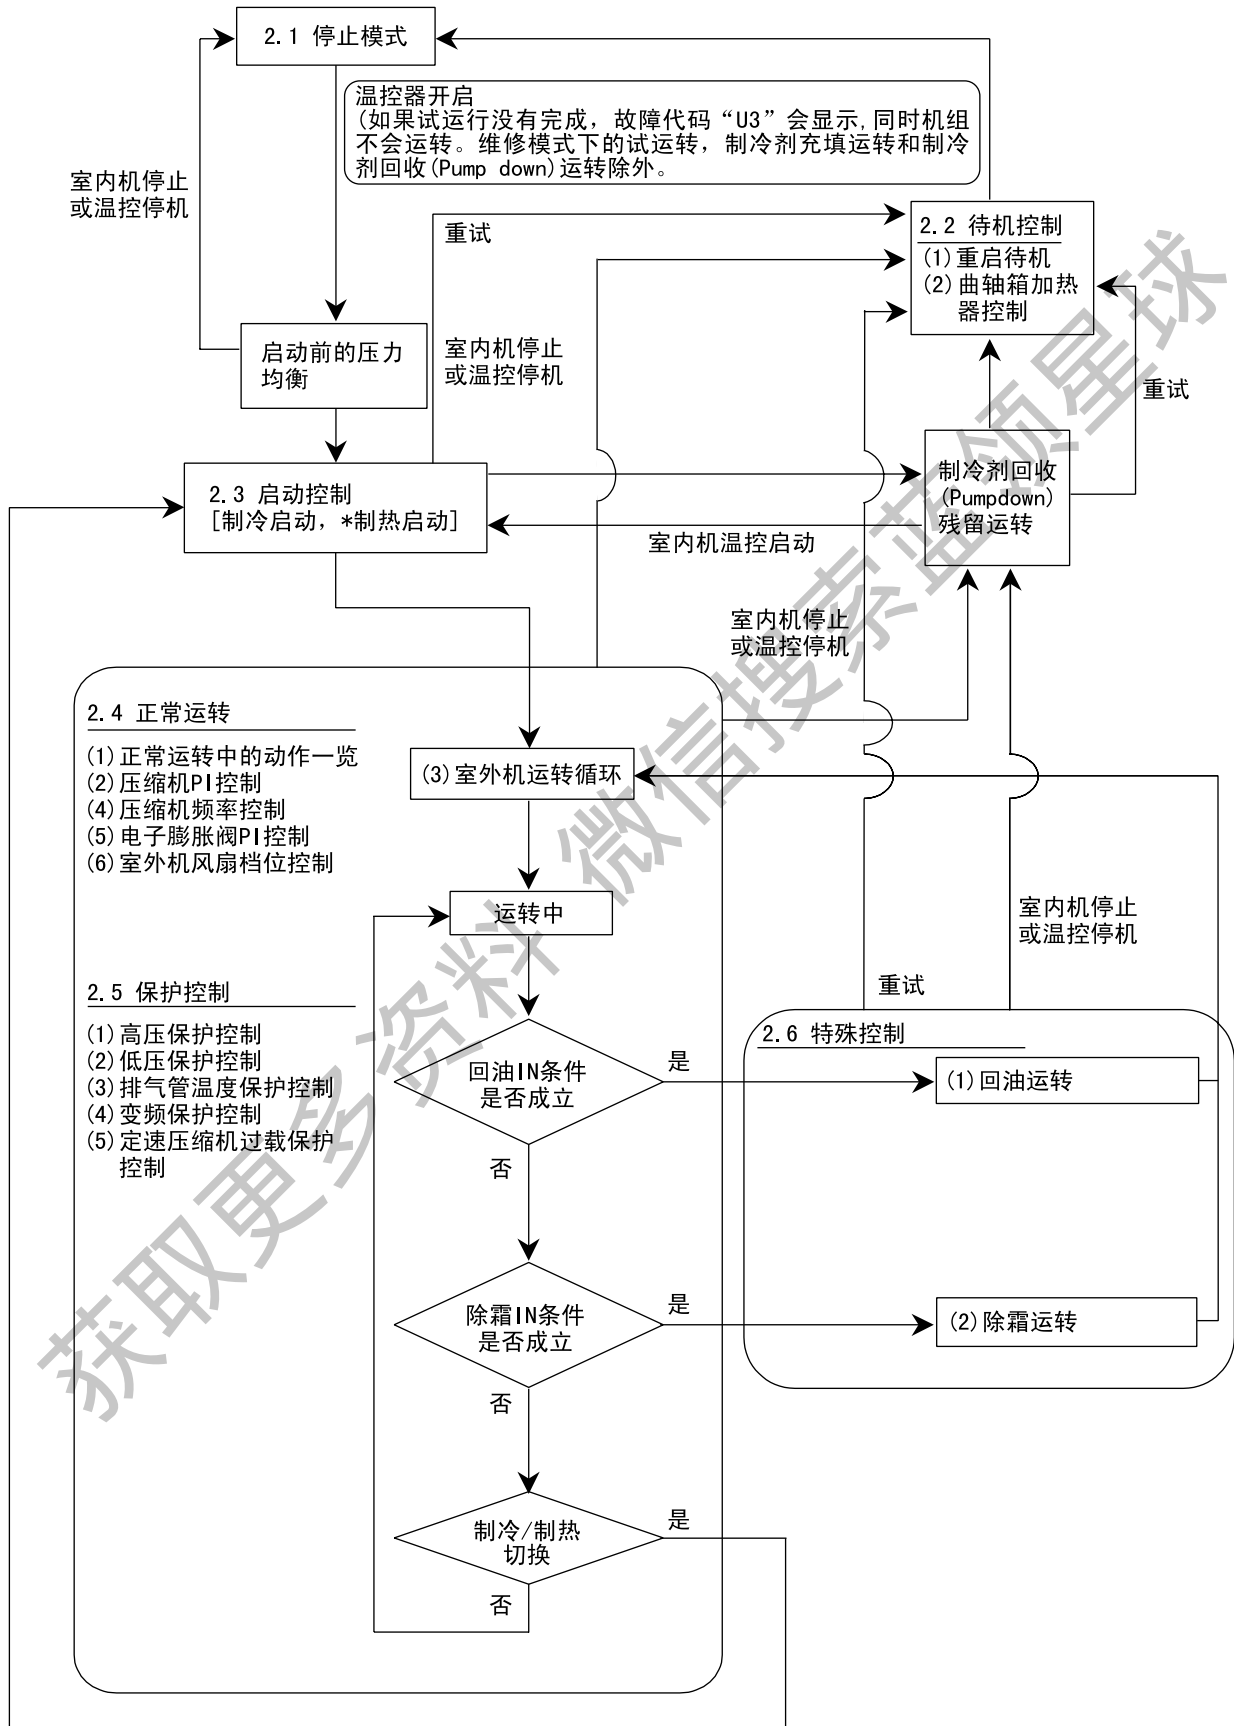 2.1 停止模式
温控器开启
(如果试运行没有完成，故障代码“U3”会显示,同时机组
不会运转。维修模式下的试运转，制冷剂充填运转和制冷
剂回收(Pump down)运转除外。
室内机停止
或温控停机
重试
2.2 待机控制
(1)重启待机
(2)曲轴箱加热
器控制
启动前的压力
均衡
室内机停止
或温控停机
重试
2.3 启动控制
[制冷启动，*制热启动]
制冷剂回收
(Pumpdown)
残留运转
室内机温控启动
室内机停止
或温控停机
2.4 正常运转
(1)正常运转中的动作一览
(2)压缩机PI控制
(4)压缩机频率控制
(5)电子膨胀阀PI控制
(6)室外机风扇档位控制
(3)室外机运转循环
运转中
室内机停止
或温控停机
重试
2.5 保护控制
(1)高压保护控制
(2)低压保护控制
(3)排气管温度保护控制
(4)变频保护控制
(5)定速压缩机过载保护
控制
回油IN条件
是否成立
是
否
2.6 特殊控制
(1)回油运转
除霜IN条件
是否成立
是
否
(2)除霜运转
制冷/制热
切换
是
否
获取更多资料 微信搜索蓝领星球